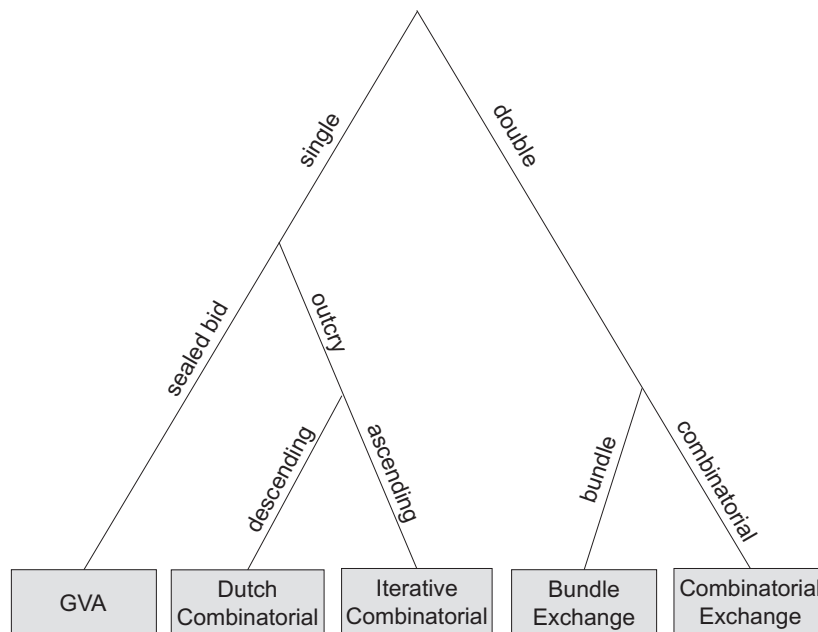 single
double
sealed bid
outcry
descending
ascending
bundle
combinatorial
GVA
Dutch
Combinatorial
Iterative
Combinatorial
Bundle
Exchange
Combinatorial
Exchange